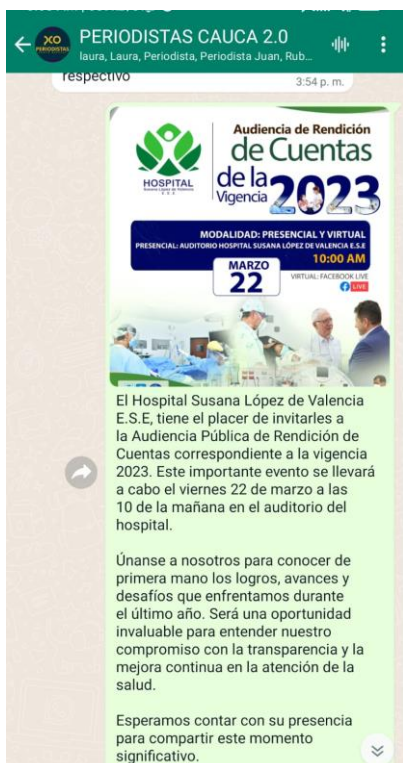 PERIODISTAS CAUCA 2.0
laura, Laura, Periodista, Periodista Juan, Rub...
XO
PERIODISTAS
respectivo
3:54 p. m.
HOSPITAL
Susana López de Valencia
E.S.E
Audiencia de Rendición
de Cuentas
de la
Vigencia
2023
MODALIDAD: PRESENCIAL Y VIRTUAL
PRESENCIAL: AUDITORIO HOSPITAL SUSANA LÓPEZ DE VALENCIA E.S.E
10:00 AM
MARZO
22
VIRTUAL: FACEBOOK LIVE
LIVE
El Hospital Susana López de Valencia
E.S.E, tiene el placer de invitarles a
la Audiencia Pública de Rendición de
Cuentas correspondiente a la vigencia
2023. Este importante evento se llevará
a cabo el viernes 22 de marzo a las
10 de la mañana en el auditorio del
hospital.
Únanse a nosotros para conocer de
primera mano los logros, avances y
desafíos que enfrentamos durante
el último año. Será una oportunidad
invaluable para entender nuestro
compromiso con la transparencia y la
mejora continua en la atención de la
salud.
Esperamos contar con su presencia
para compartir este momento
significativo.